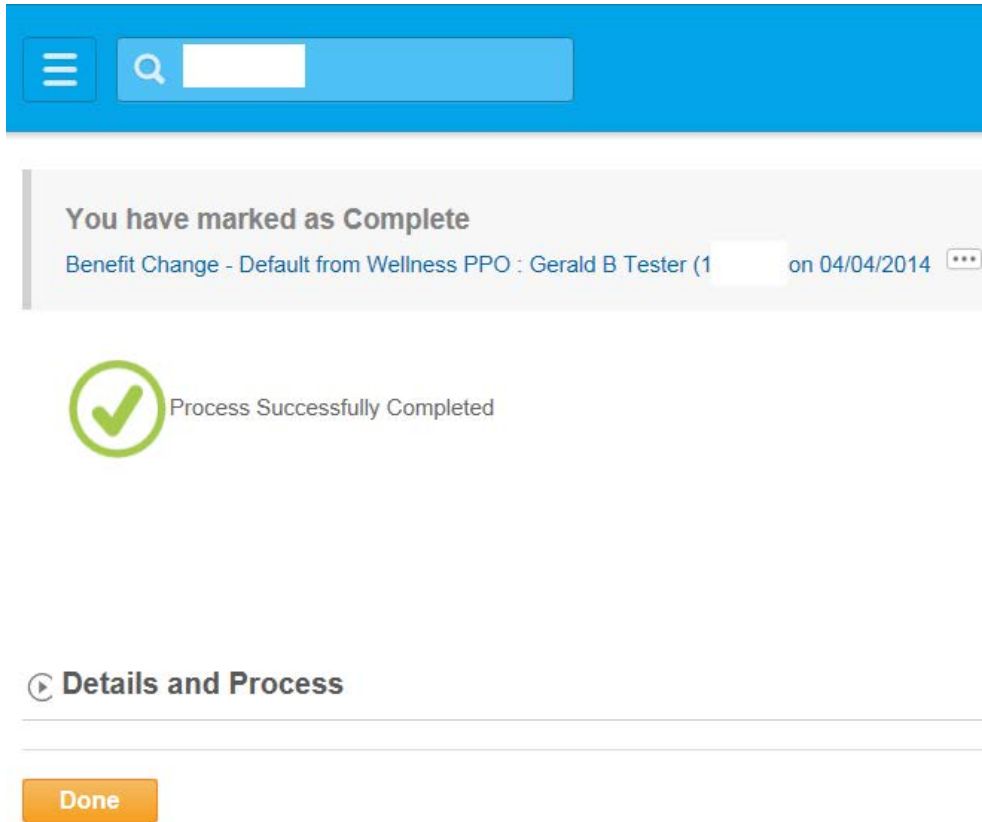 You have marked as Complete
Benefit Change - Default from Wellness PPO : Gerald B Tester (1 on 04/04/2014
Process Successfully Completed
Details and Process
Done